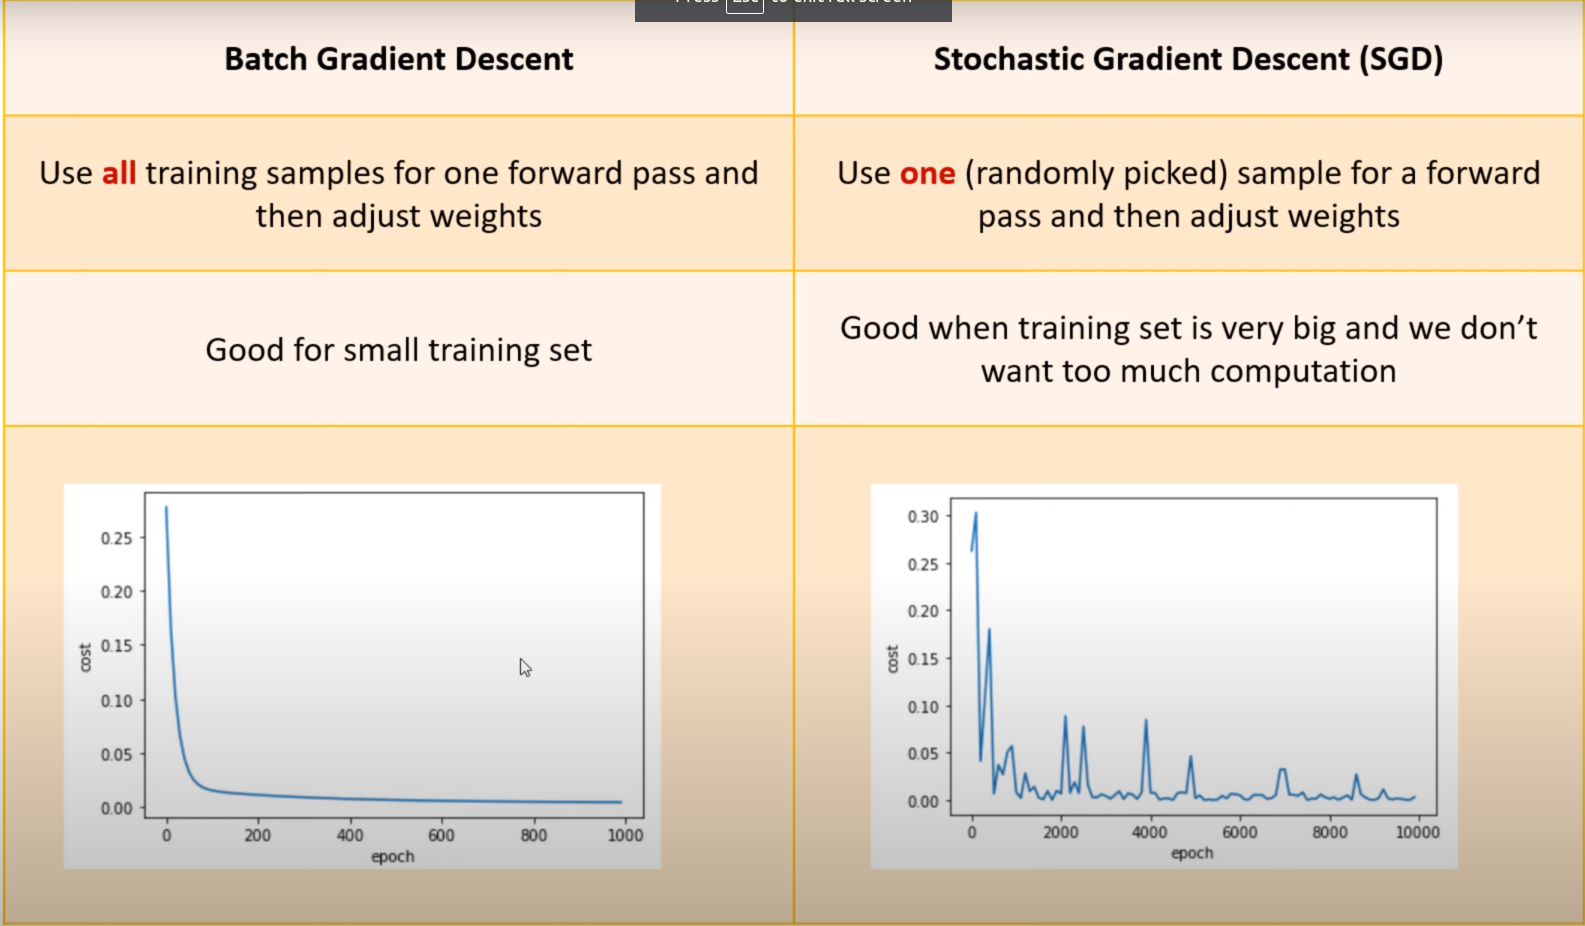 Batch Gradient Descent
Stochastic Gradient Descent (SGD)
Use all training samples for one forward pass and
then adjust weights
Use one (randomly picked) sample for a forward
pass and then adjust weights
Good for small training set
Good when training set is very big and we don’t
want too much computation
0.25
0.20
0.15
0.10
0.05
0.00
cost
0 200 400 600 800 1000
epoch
0.30
0.25
0.20
0.15
0.10
0.05
0.00
cost
0 2000 4000 6000 8000 10000
epoch